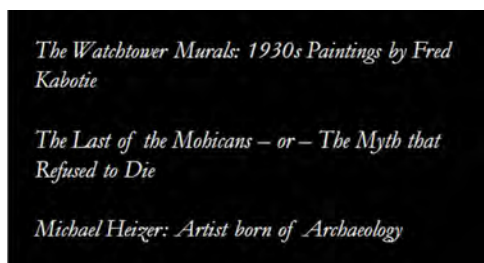 The Watchtower Murals: 1930s Paintings by Fred
Kabotie
The Last of the Mohicans – or – The Myth that
Refused to Die
Michael Heizer: Artist born of Archaeology